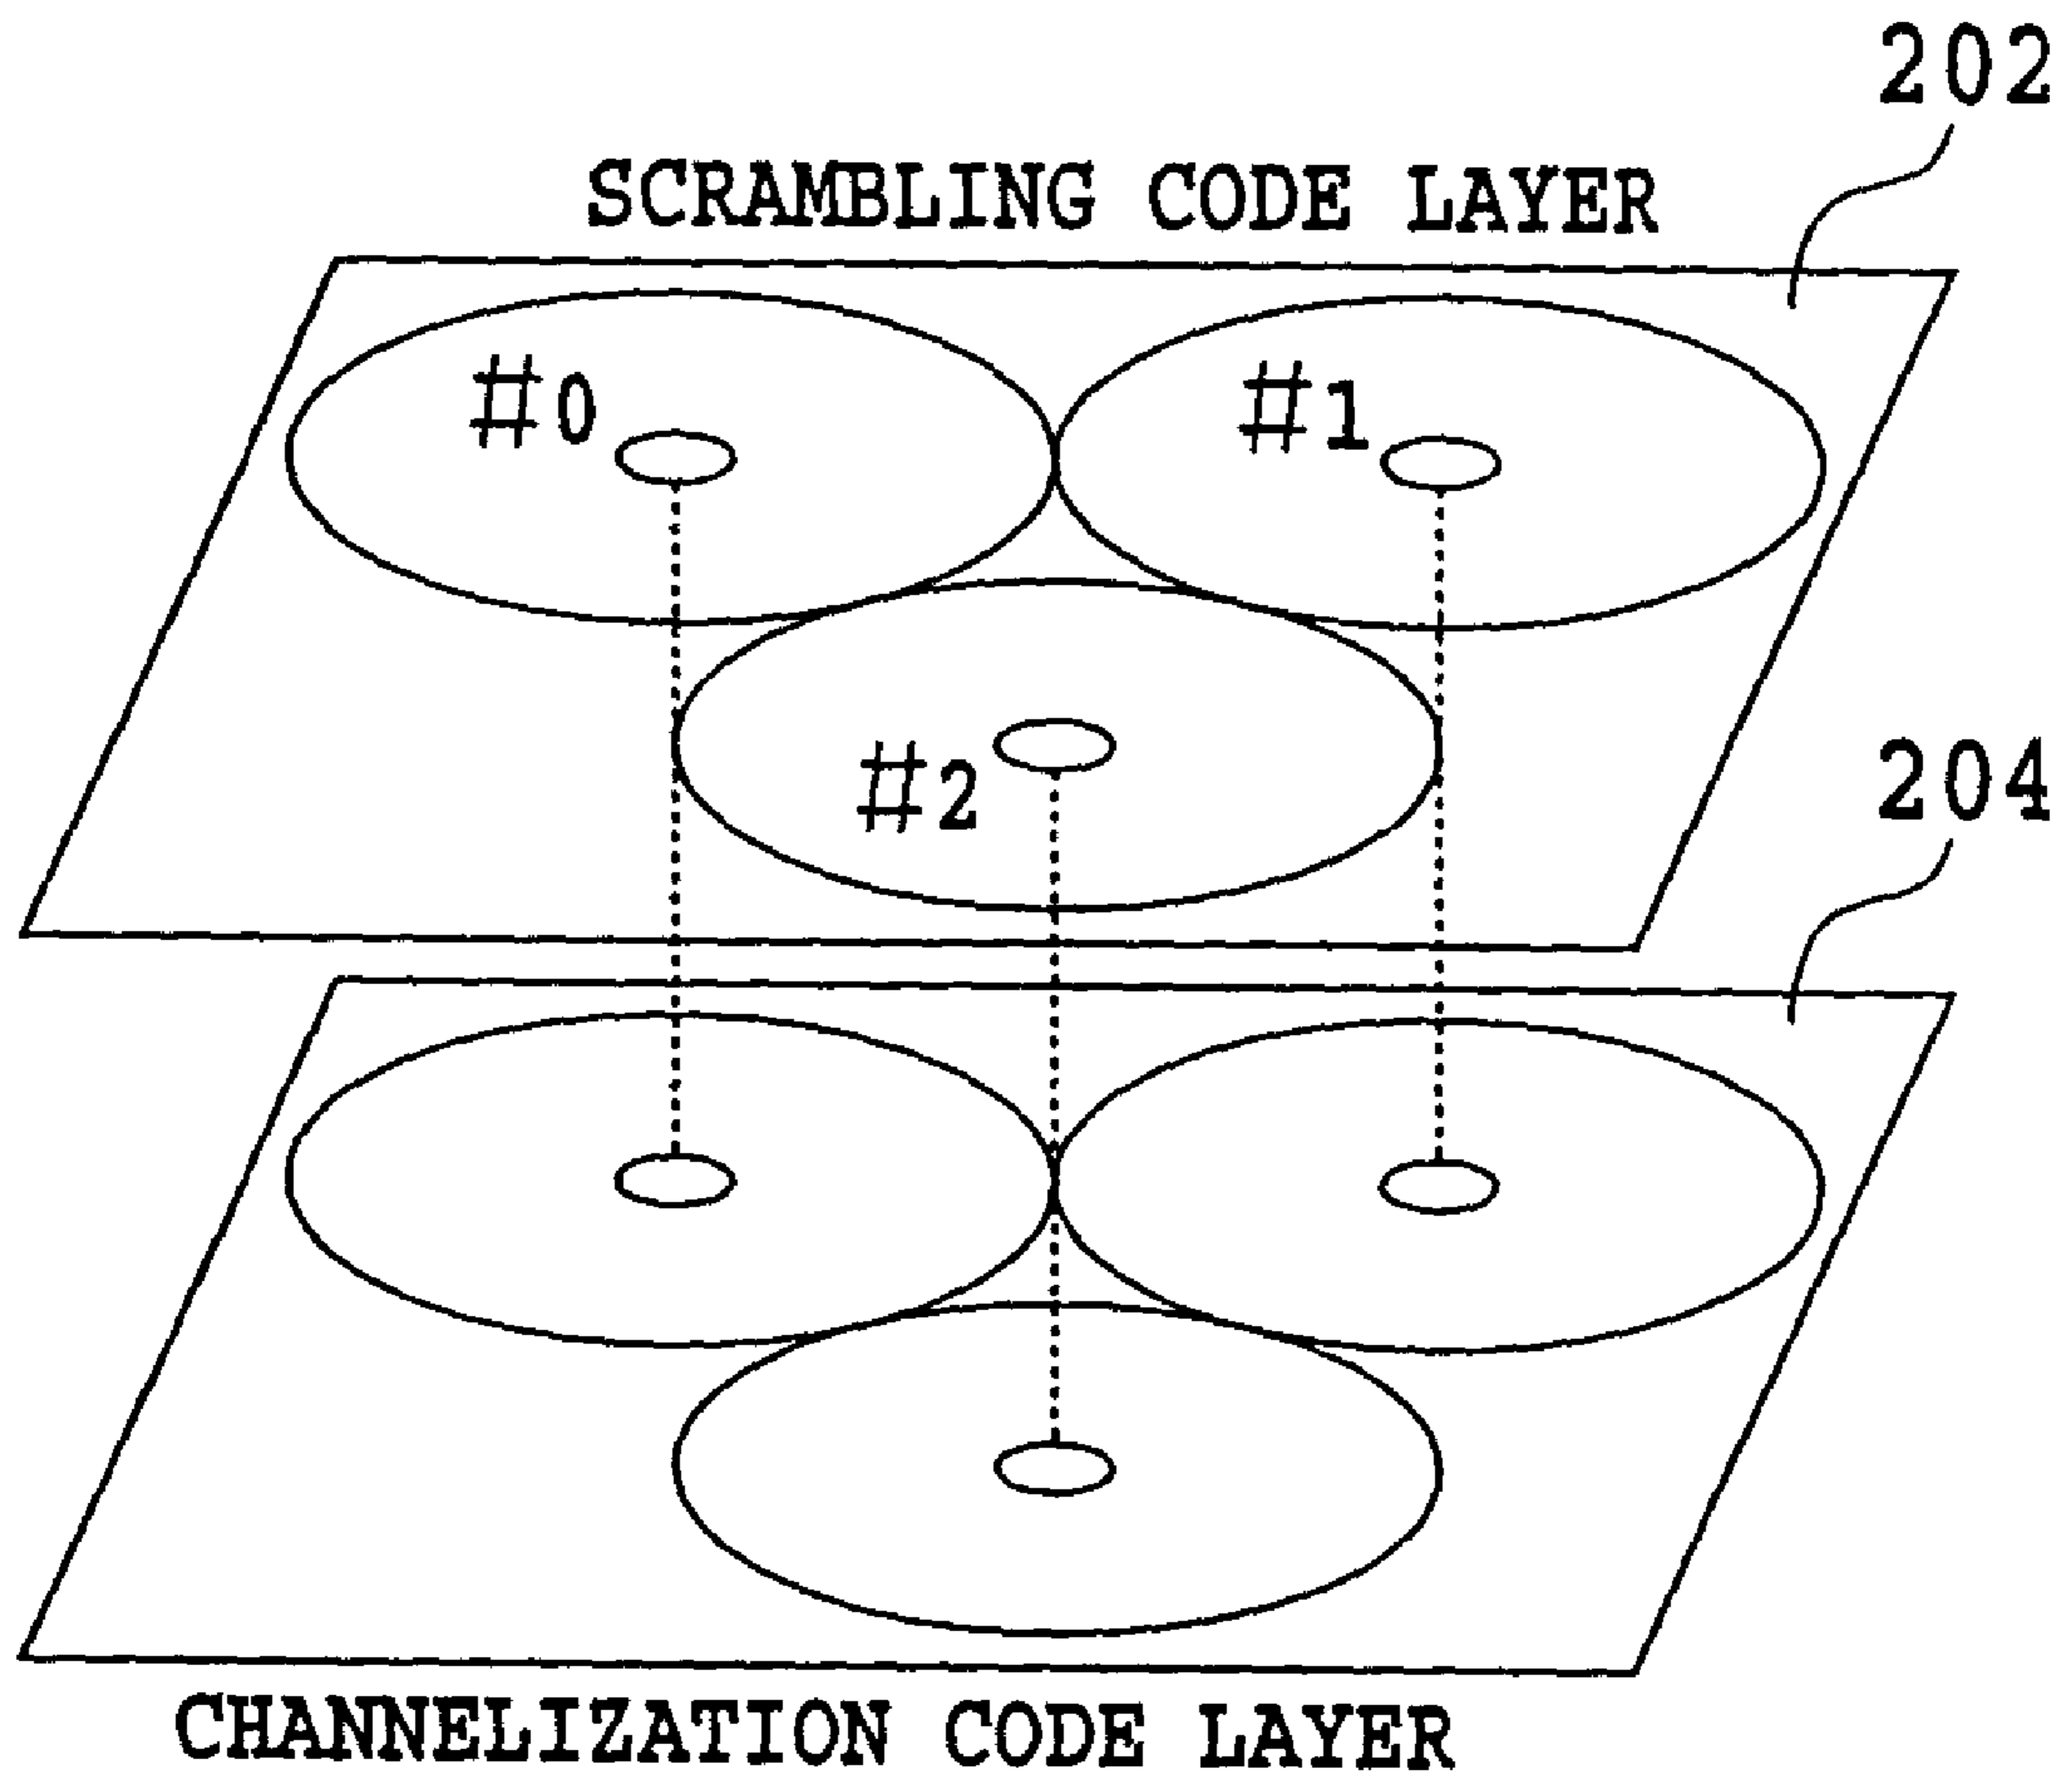 202
SCRAMBLING CODE LAYER
#0
#1
#2
204
CHANNELIZATION CODE LAYER